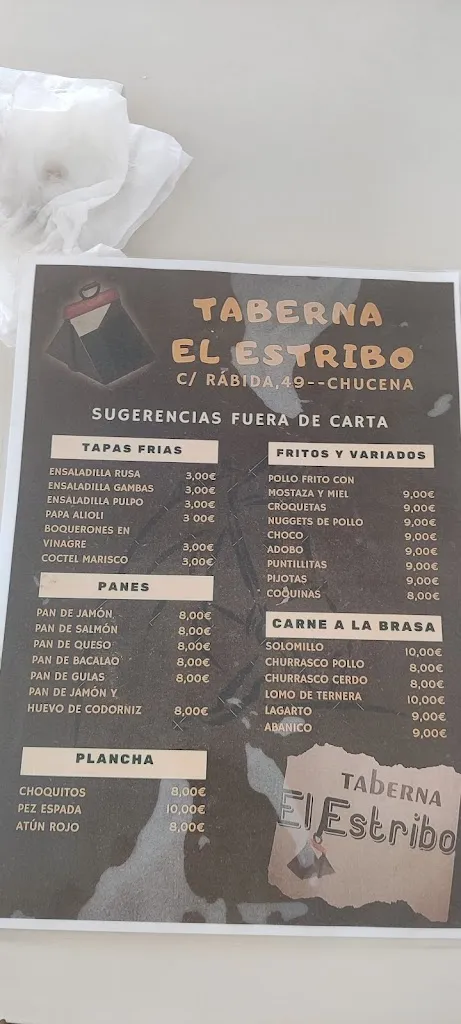 TABERNA
EL ESTRIBO
C/ RÁBIDA,49--CHUCENA
SUGERENCIAS FUERA DE CARTA
TAPAS FRIAS
ENSALADILLA RUSA 3,00€
ENSALADILLA GAMBAS 3,00€
ENSALADILLA PULPO 3,00€
PAPA ALIOLI 3 00€
BOQUERONES EN
VINAGRE 3,00€
COCTEL MARISCO 3,00€
PANES
PAN DE JAMÓN 8,00€
PAN DE SALMÓN 8,00€
PAN DE QUESO 8,00€
PAN DE BACALAO 8,00€
PAN DE GULAS 8,00€
PAN DE JAMÓN Y
HUEVO DE CODORNIZ 8,00€
PLANCHA
CHOQUITOS 8,00€
PEZ ESPADA 10,00€
ATÚN ROJO 8,00€
FRITOS Y VARIADOS
POLLO FRITO CON
MOSTAZA Y MIEL 9,00€
CROQUETAS 9,00€
NUGGETS DE POLLO 9,00€
CHOCO 9,00€
ADOBO 9,00€
PUNTILLITAS 9,00€
PIJOTAS 9,00€
COQUINAS 8,00€
CARNE A LA BRASA
SOLOMILLO 10,00€
CHURRASCO POLLO 8,00€
CHURRASCO CERDO 8,00€
LOMO DE TERNERA 10,00€
LAGARTO 9,00€
ABANICO 9,00€
TAbERNA
El Estribo